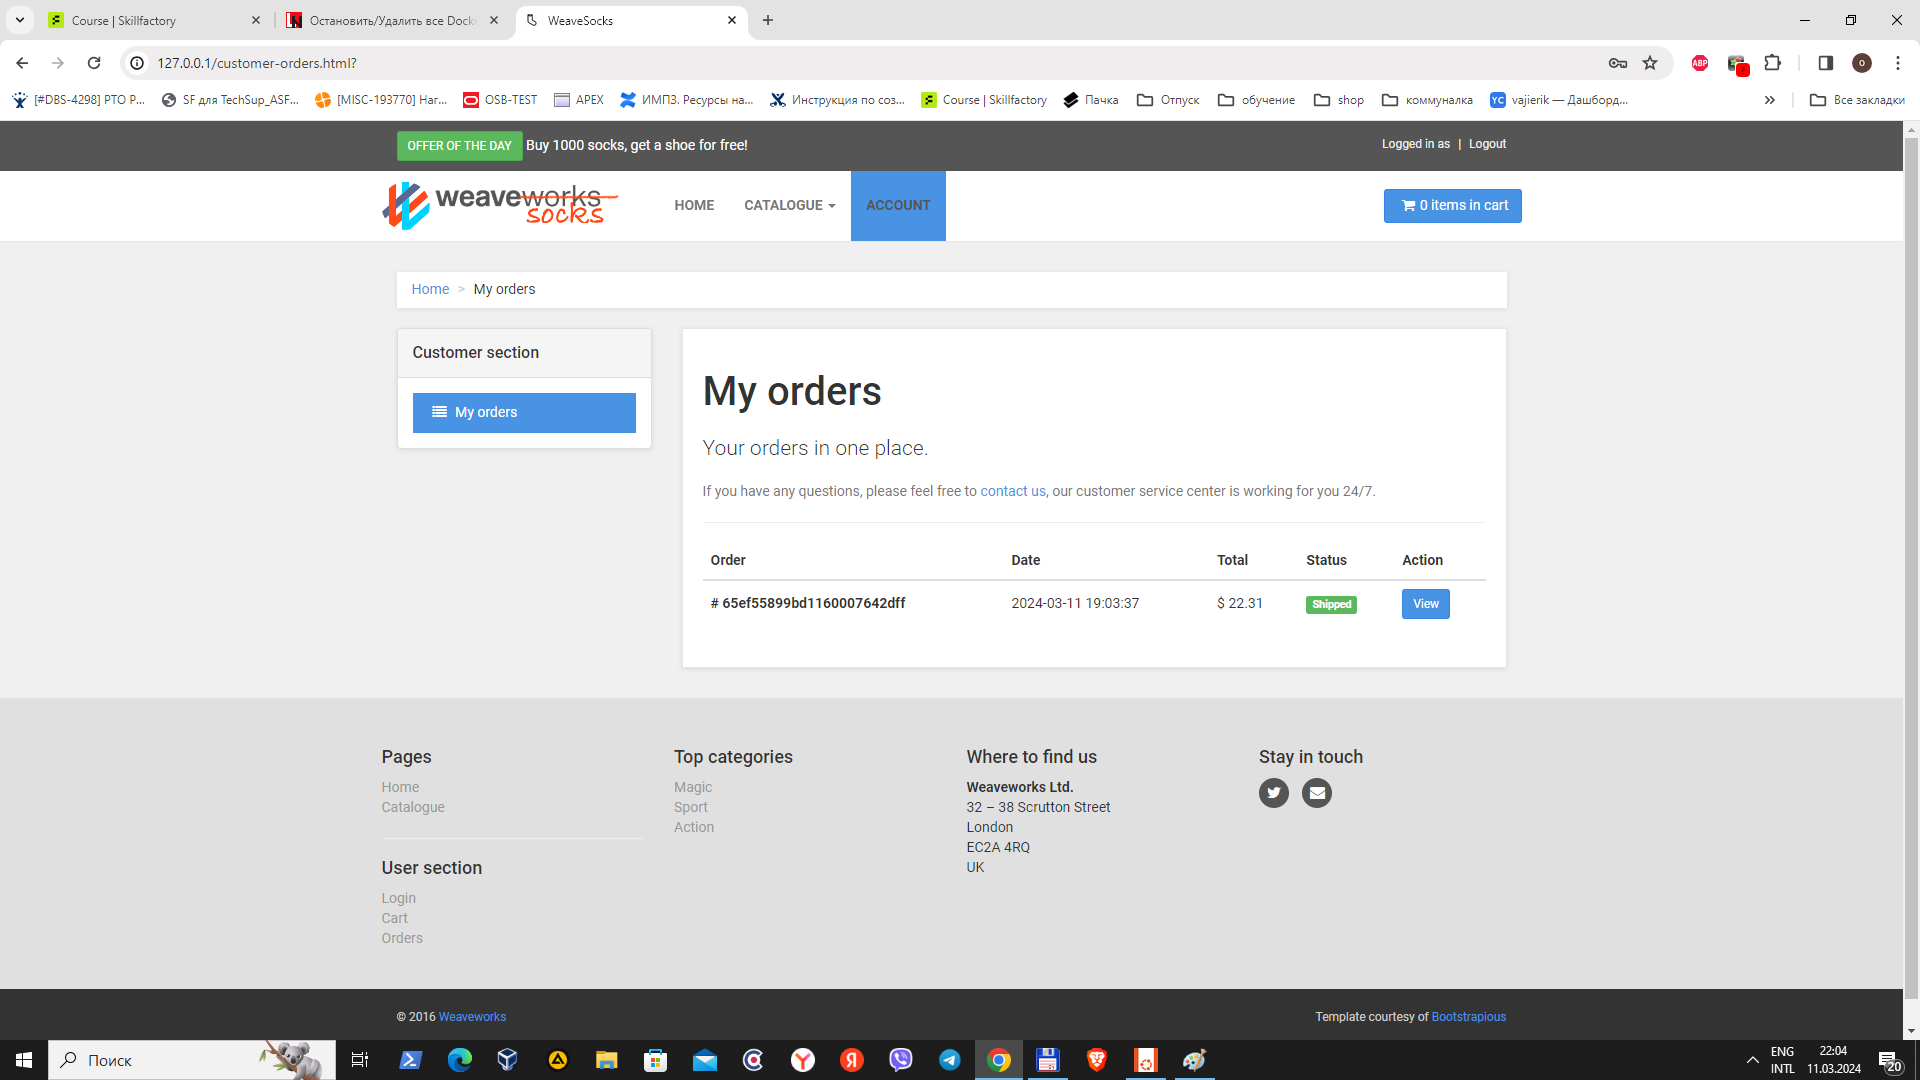 Course | Skillfactory
Остановить/Удалить все Docke
WeaveSocks
127.0.0.1/customer-orders.html?
[#DBS-4298] РТО Р...
SF для TechSup_ASF...
[MISC-193770] Наг...
OSB-TEST
APEX
ИМПЗ. Ресурсы на...
Инструкция по соз...
Course | Skillfactory
Пачка
Отпуск
обучение
shop
коммуналка
vajierik — Дашборд...
Все закладки
OFFER OF THE DAY Buy 1000 socks, get a shoe for free!
Logged in as | Logout
weaveworks socks
HOME
CATALOGUE
ACCOUNT
0 items in cart
Home > My orders
Customer section
My orders
My orders
Your orders in one place.
If you have any questions, please feel free to contact us, our customer service center is working for you 24/7.
Order Date Total Status Action
# 65ef55899bd1160007642dff 2024-03-11 19:03:37 $ 22.31 Shipped View
Pages
Home
Catalogue
User section
Login
Cart
Orders
Top categories
Magic
Sport
Action
Where to find us
Weaveworks Ltd.
32 – 38 Scrutton Street
London
EC2A 4RQ
UK
Stay in touch
© 2016 Weaveworks
Template courtesy of Bootstrapious
Поиск
ENG
INTL
22:04
11.03.2024
20